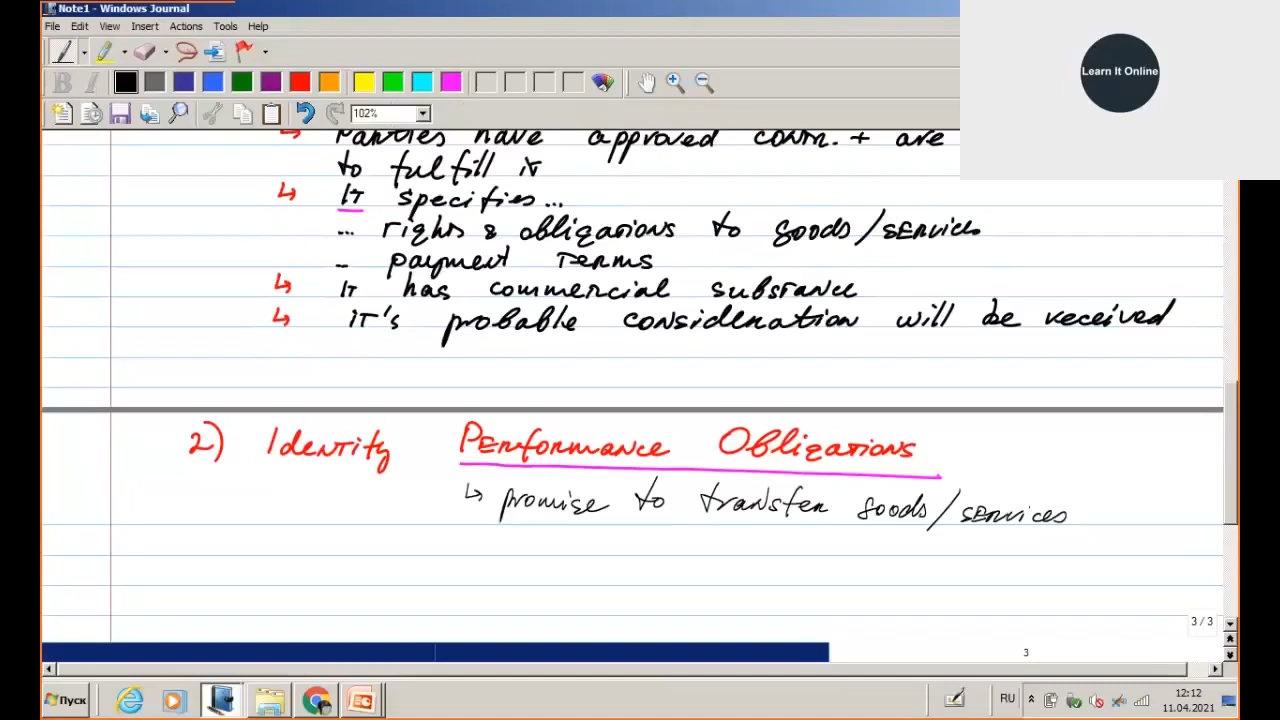 Note1 - Windows Journal
File Edit View Insert Actions Tools Help
Learn It Online
B I
102%
↳ Parties have approved contr. + are
to fulfill it
↳ It specifies...
... rights & obligations to goods/services
.. payment terms
↳ It has commercial substance
↳ It's probable consideration will be received
2) Identity Performance Obligations
↳ promise to transfer goods/services
3 / 3
3
Пуск
RU
12:12
11.04.2021